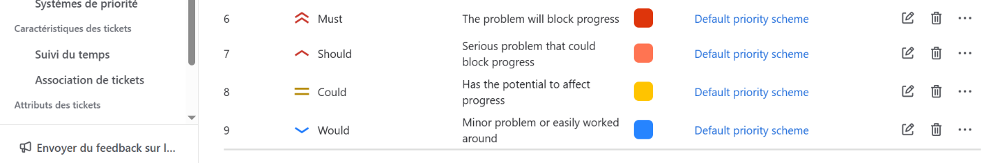 Systèmes de priorité
Caractéristiques des tickets
Suivi du temps
Association de tickets
Attributs des tickets
Envoyer du feedback sur l...
6 Must The problem will block progress Default priority scheme
7 Should Serious problem that could
block progress Default priority scheme
8 Could Has the potential to affect
progress Default priority scheme
9 Would Minor problem or easily worked
around Default priority scheme